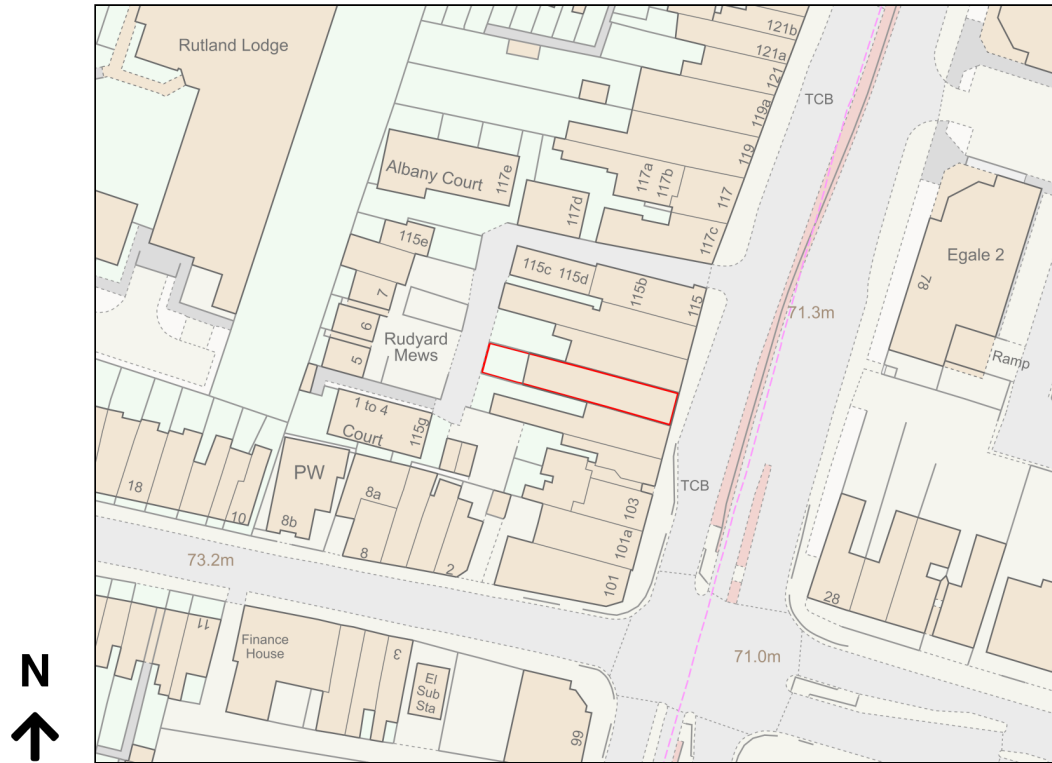 Rutland Lodge
121b
121a
121
119a
119
TCB
117a
117b
117
117c
Albany Court
117e
117d
115e
115c
115d
115b
115
7
6
5
Rudyard
Mews
71.3m
Egale 2
78
Ramp
1 to 4
Court
115g
PW
8a
8b
8
2
18
10
73.2m
TCB
103
101a
101
28
71.0m
11
Finance
House
3
El
Sub
Sta
99
N